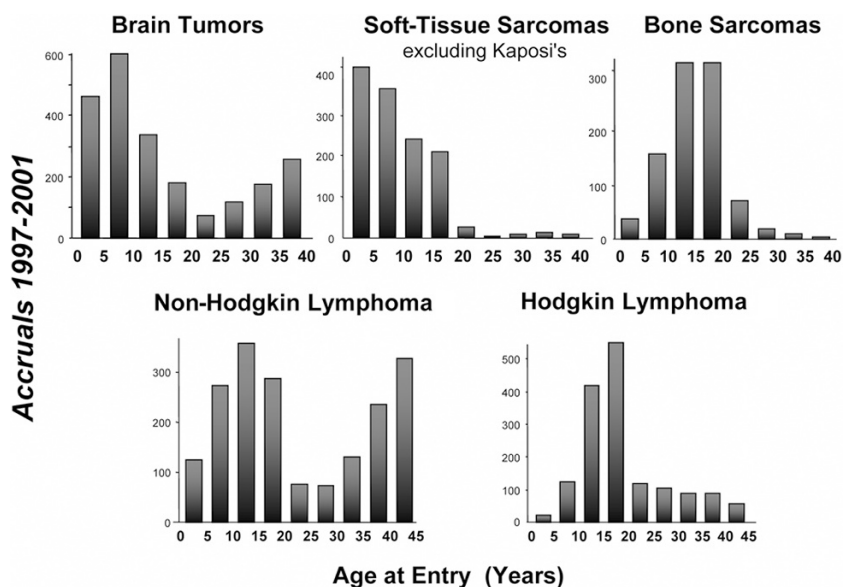 Brain Tumors
600
400
200
0
0 5 10 15 20 25 30 35 40
Soft-Tissue Sarcomas
excluding Kaposi's
400
300
200
100
0
0 5 10 15 20 25 30 35 40
Bone Sarcomas
300
200
100
0
0 5 10 15 20 25 30 35 40
Accruals 1997-2001
Non-Hodgkin Lymphoma
300
200
100
0
0 5 10 15 20 25 30 35 40 45
Hodgkin Lymphoma
500
400
300
200
100
0
0 5 10 15 20 25 30 35 40 45
Age at Entry (Years)